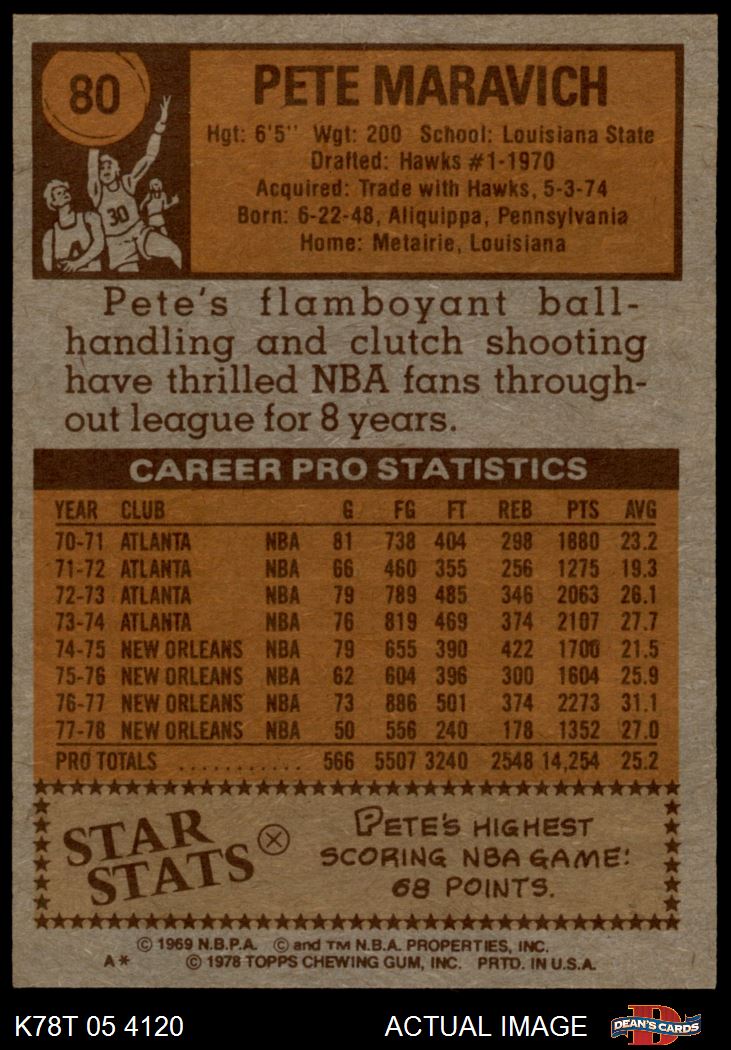 80
PETE MARAVICH
Hgt: 6'5" Wgt: 200 School: Louisiana State
Drafted: Hawks #1-1970
Acquired: Trade with Hawks, 5-3-74
Born: 6-22-48, Aliquippa, Pennsylvania
Home: Metairie, Louisiana
30
Pete's flamboyant ball-
handling and clutch shooting
have thrilled NBA fans through-
out league for 8 years.
CAREER PRO STATISTICS
YEAR CLUB G FG FT REB PTS AVG
70-71 ATLANTA NBA 81 738 404 298 1880 23.2
71-72 ATLANTA NBA 66 460 355 256 1275 19.3
72-73 ATLANTA NBA 79 789 485 346 2063 26.1
73-74 ATLANTA NBA 76 819 469 374 2107 27.7
74-75 NEW ORLEANS NBA 79 655 390 422 1700 21.5
75-76 NEW ORLEANS NBA 62 604 396 300 1604 25.9
76-77 NEW ORLEANS NBA 73 886 501 374 2273 31.1
77-78 NEW ORLEANS NBA 50 556 240 178 1352 27.0
PRO TOTALS ........... 566 5507 3240 2548 14,254 25.2
STAR
STATS
PETE'S HIGHEST
SCORING NBA GAME:
68 POINTS.
© 1969 N.B.P.A. © and TM N.B.A. PROPERTIES, INC.
A* © 1978 TOPPS CHEWING GUM, INC. PRTD. IN U.S.A.
K78T 05 4120 ACTUAL IMAGE
D
DEAN'S CARDS